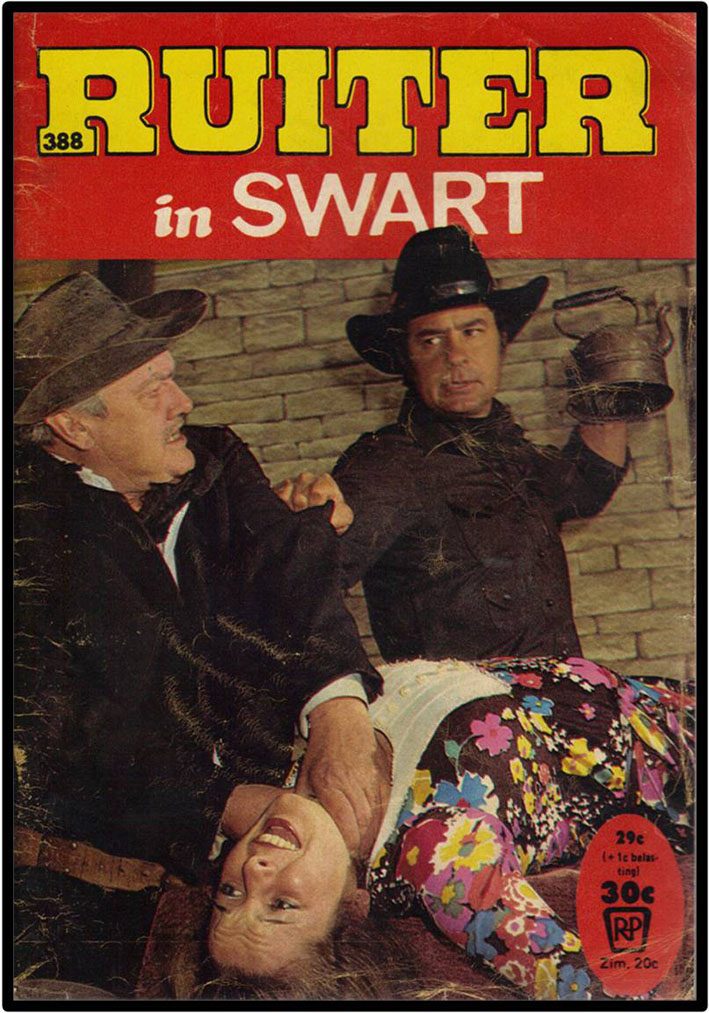 RUITER
388
in SWART
29c
(+ 1c belas-
ting)
30c
RP
Zim. 20c